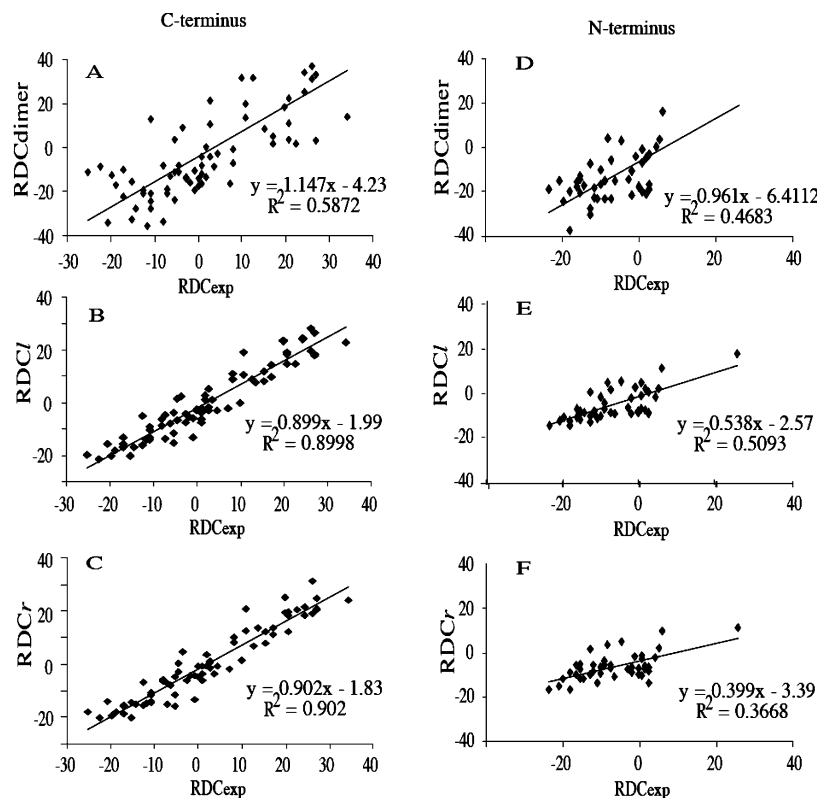 C-terminus
N-terminus
A
RDCdimer
40
20
0
-20
-40
y = 1.147x - 4.23
R2 = 0.5872
-30 -20 -10 0 10 20 30 40
RDCexp
D
RDCdimer
40
20
0
-20
-40
y = 0.961x - 6.4112
R2 = 0.4683
-40 -20 0 20 40
RDCexp
B
RDCl
40
20
0
-20
y = 0.899x - 1.99
R2 = 0.8998
-30 -20 -10 0 10 20 30 40
RDCexp
E
RDCl
40
20
0
-20
-40
y = 0.538x - 2.57
R2 = 0.5093
-20 0 20 40
RDCexp
C
RDCr
40
20
0
-20
y = 0.902x - 1.83
R2 = 0.902
-30 -20 -10 0 10 20 30 40
RDCexp
F
RDCr
40
20
0
-20
-40
y = 0.399x - 3.39
R2 = 0.3668
-40 -20 0 20 40
RDCexp